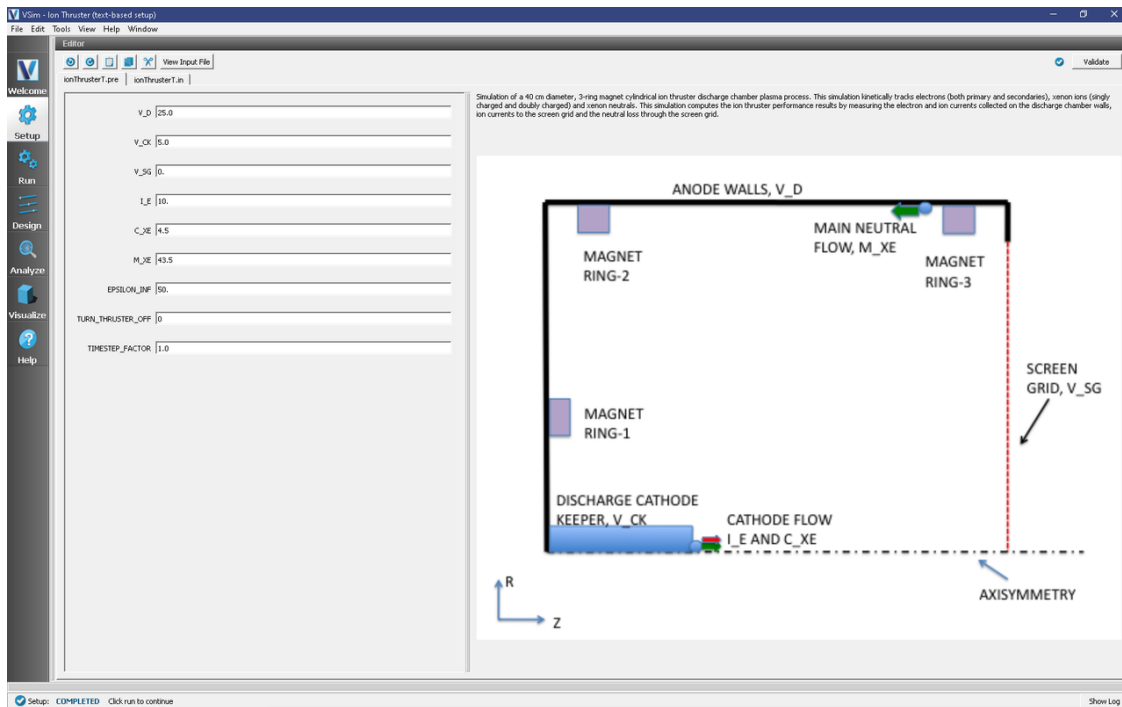 VSim - Ion Thruster (text-based setup)
File Edit Tools View Help Window
Editor
View Input File
Validate
ionThrusterT.pre
ionThrusterT.in
Welcome
Setup
Run
Design
Analyze
Visualize
Help
V_D 25.0
V_CK 5.0
V_SG 0.
I_E 10.
C_XE 4.5
M_XE 43.5
EPSILON_INF 50.
TURN_THRUSTER_OFF 0
TIMESTEP_FACTOR 1.0
Simulation of a 40 cm diameter, 3-ring magnet cylindrical ion thruster discharge chamber plasma process. This simulation kinetically tracks electrons (both primary and secondaries), xenon ions (singly
charged and doubly charged) and xenon neutrals. This simulation computes the ion thruster performance results by measuring the electron and ion currents collected on the discharge chamber walls,
ion currents to the screen grid and the neutral loss through the screen grid.
ANODE WALLS, V_D
MAGNET
RING-2
MAIN NEUTRAL
FLOW, M_XE
MAGNET
RING-3
SCREEN
GRID, V_SG
MAGNET
RING-1
DISCHARGE CATHODE
KEEPER, V_CK
CATHODE FLOW
I_E AND C_XE
AXISYMMETRY
R
Z
Setup: COMPLETED Click run to continue
Show Log